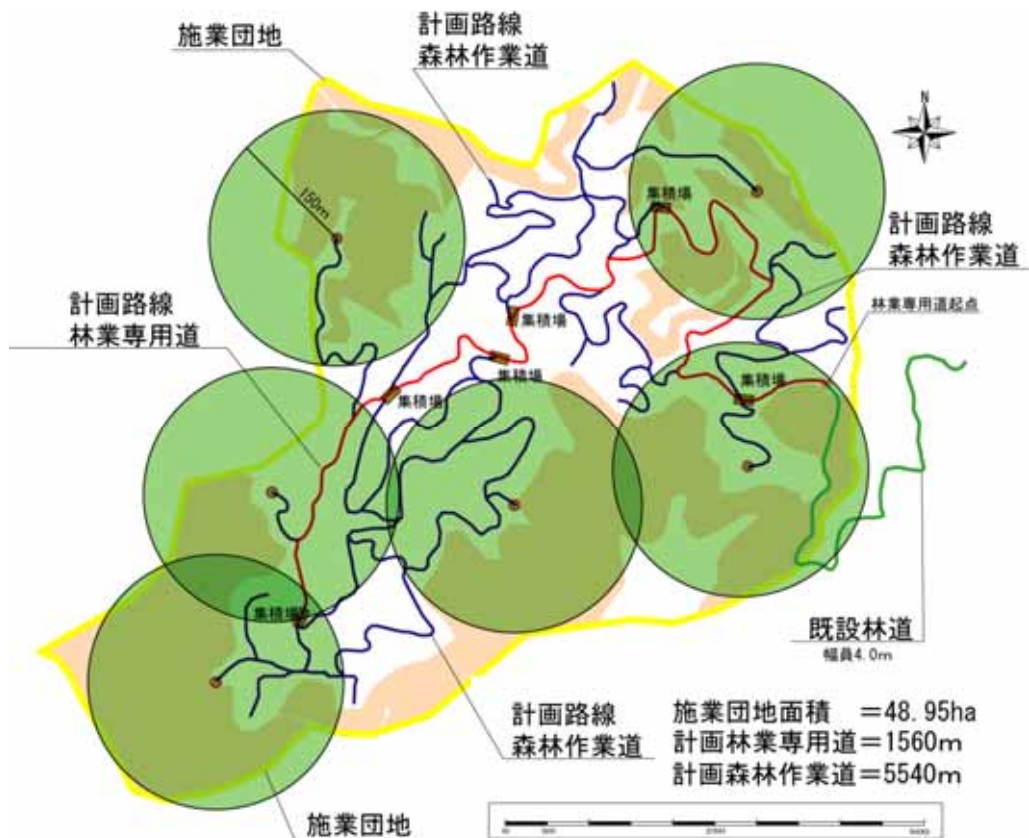 施業団地
計画路線
森林作業道
N
150m
集積場
計画路線
森林作業道
計画路線
林業専用道
林業専用道起点
集積場
集積場
集積場
集積場
集積場
既設林道
幅員4.0m
計画路線
森林作業道
施業団地面積 =48.95ha
計画林業専用道=1560m
計画森林作業道=5540m
施業団地